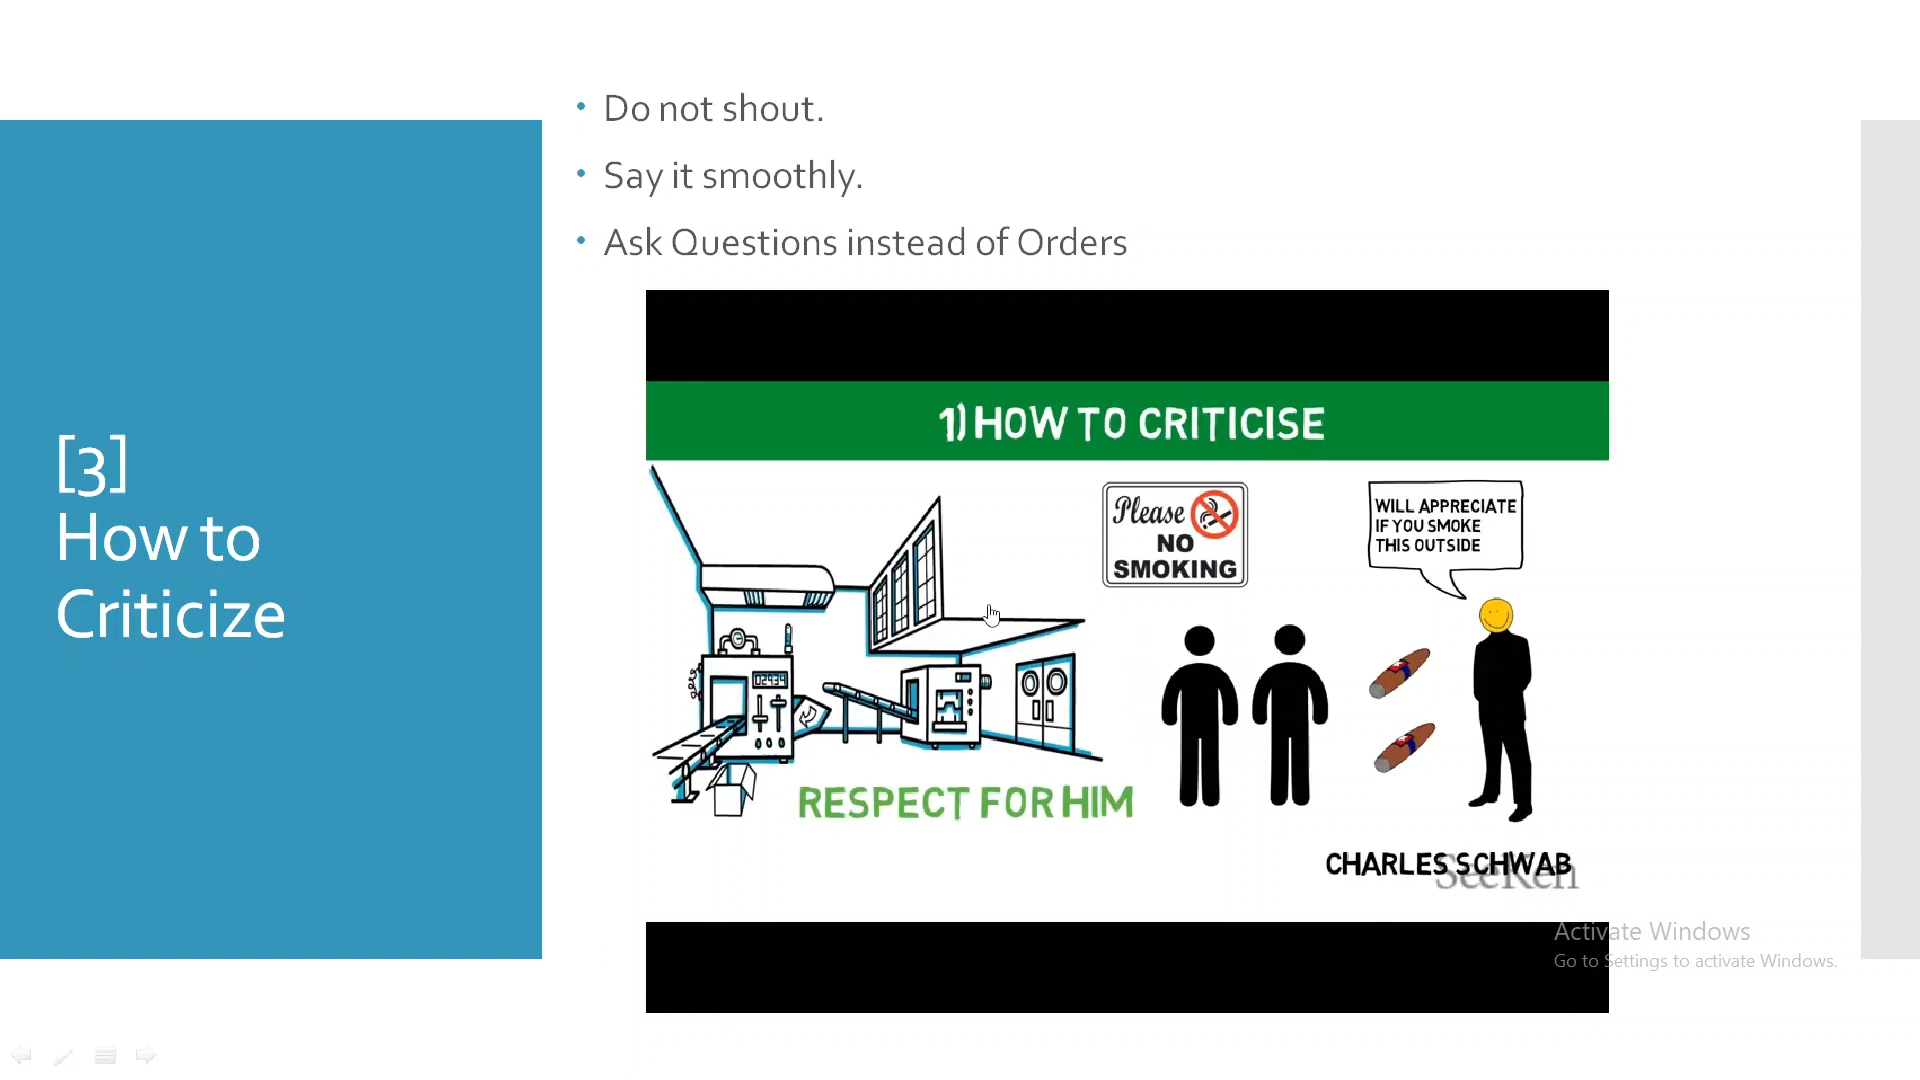 [3]
How to
Criticize
• Do not shout.
• Say it smoothly.
• Ask Questions instead of Orders
1) HOW TO CRITICISE
Please
NO
SMOKING
WILL APPRECIATE
IF YOU SMOKE
THIS OUTSIDE
02934
RESPECT FOR HIM
CHARLES SCHWAB
SeeKen
Activate Windows
Go to Settings to activate Windows.